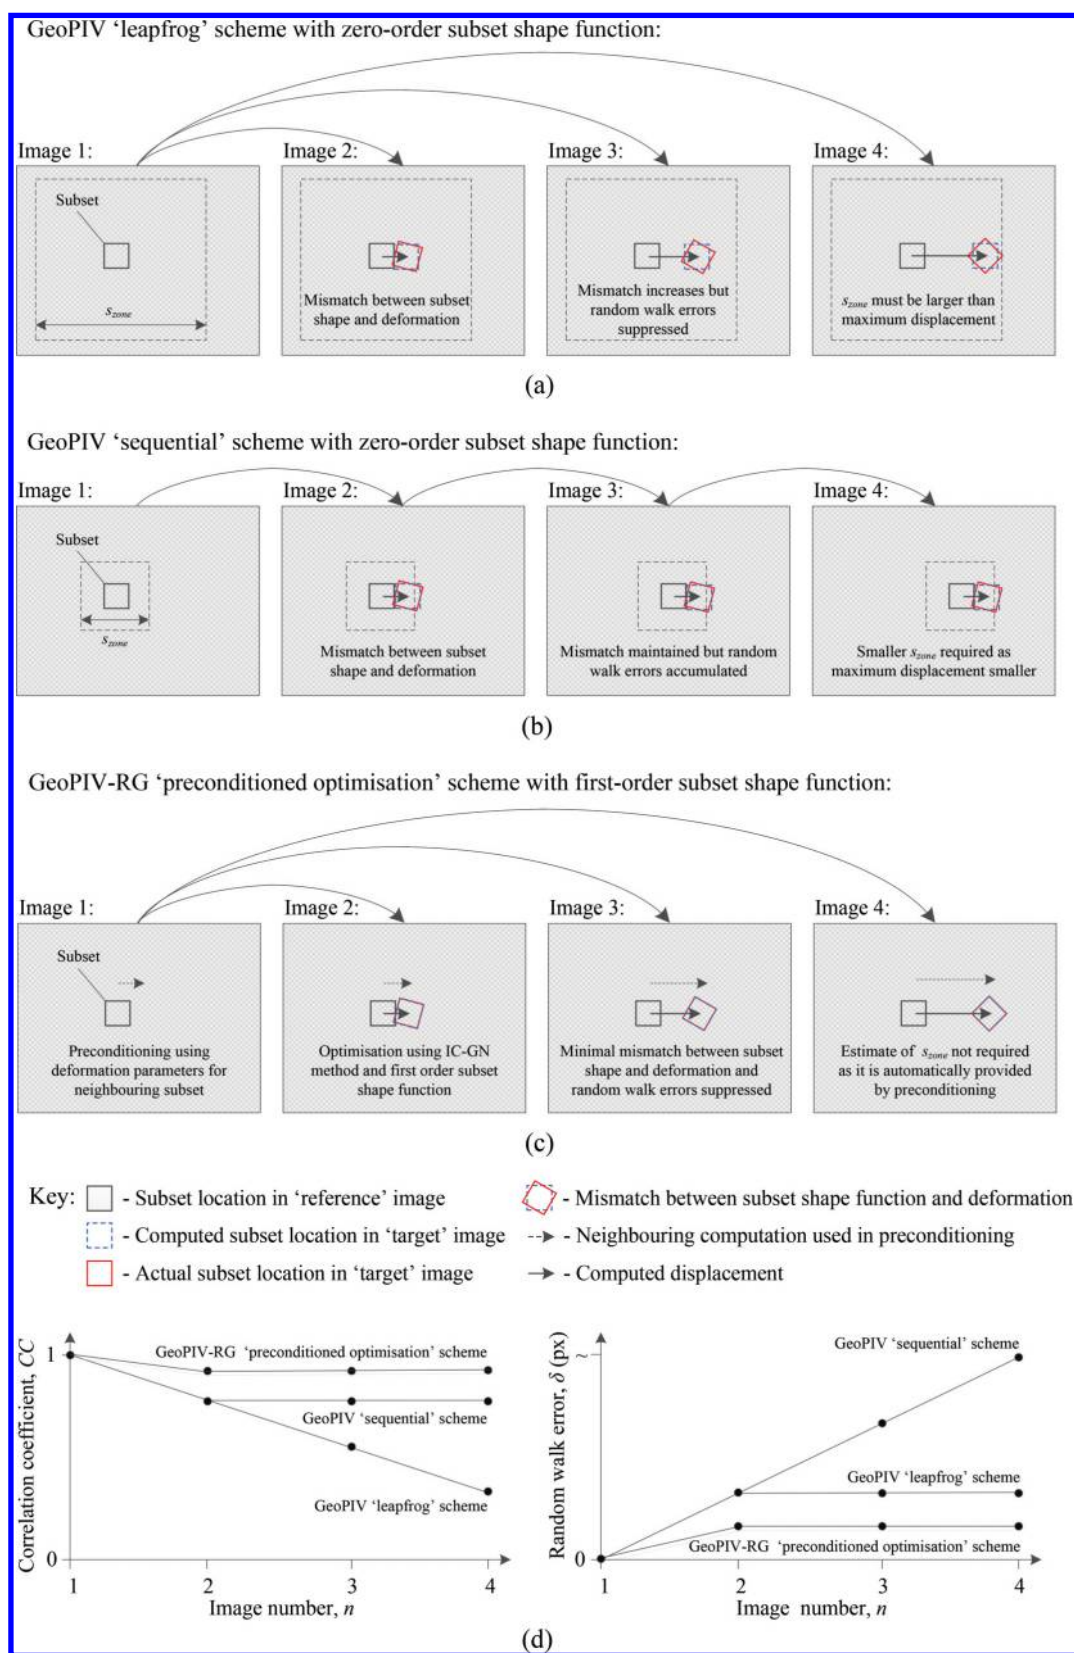 GeoPIV ‘leapfrog’ scheme with zero-order subset shape function:
Image 1:
Image 2:
Image 3:
Image 4:
Subset
s_zone
Mismatch between subset
shape and deformation
Mismatch increases but
random walk errors
suppressed
s_zone must be larger than
maximum displacement
(a)
GeoPIV ‘sequential’ scheme with zero-order subset shape function:
Image 1:
Image 2:
Image 3:
Image 4:
Subset
s_zone
Mismatch between subset
shape and deformation
Mismatch maintained but random
walk errors accumulated
Smaller s_zone required as
maximum displacement smaller
(b)
GeoPIV-RG ‘preconditioned optimisation’ scheme with first-order subset shape function:
Image 1:
Image 2:
Image 3:
Image 4:
Subset
Preconditioning using
deformation parameters for
neighbouring subset
Optimisation using IC-GN
method and first order subset
shape function
Minimal mismatch between subset
shape and deformation and
random walk errors suppressed
Estimate of s_zone not required
as it is automatically provided
by preconditioning
(c)
Key:
- Subset location in ‘reference’ image
- Computed subset location in ‘target’ image
- Actual subset location in ‘target’ image
- Mismatch between subset shape function and deformation
- Neighbouring computation used in preconditioning
- Computed displacement
Correlation coefficient, CC
1
0
GeoPIV-RG ‘preconditioned optimisation’ scheme
GeoPIV ‘sequential’ scheme
GeoPIV ‘leapfrog’ scheme
1 2 3 4
Image number, n
Random walk error, δ (px)
~
0
GeoPIV ‘sequential’ scheme
GeoPIV ‘leapfrog’ scheme
GeoPIV-RG ‘preconditioned optimisation’ scheme
1 2 3 4
Image number, n
(d)